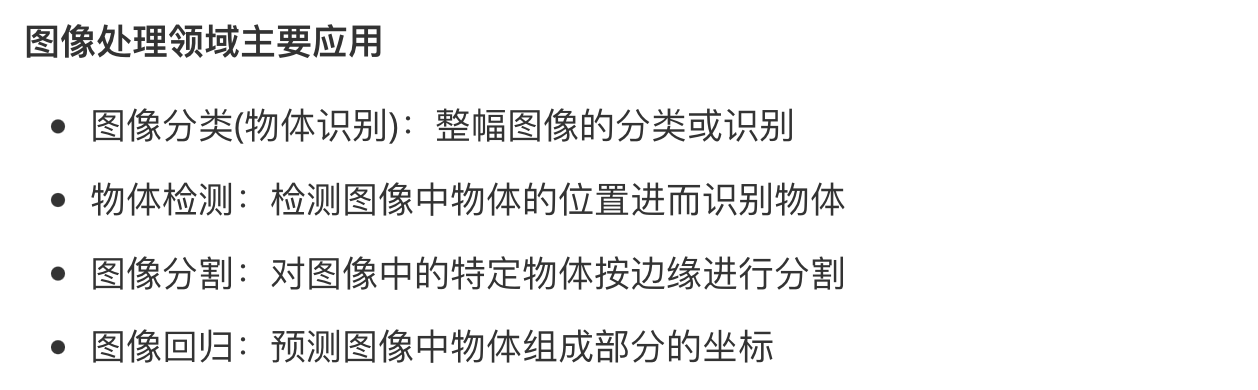 图像处理领域主要应用
• 图像分类(物体识别)：整幅图像的分类或识别
• 物体检测：检测图像中物体的位置进而识别物体
• 图像分割：对图像中的特定物体按边缘进行分割
• 图像回归：预测图像中物体组成部分的坐标